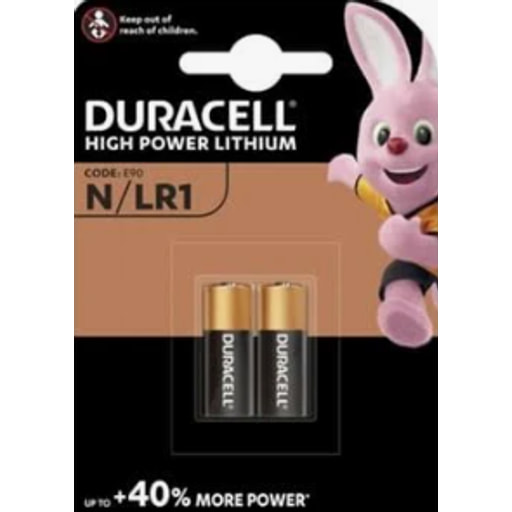 Keep out of
reach of children.
DURACELL®
HIGH POWER LITHIUM
CODE: E90
N/LR1
DURACELL
DURACELL
UP TO +40% MORE POWER*